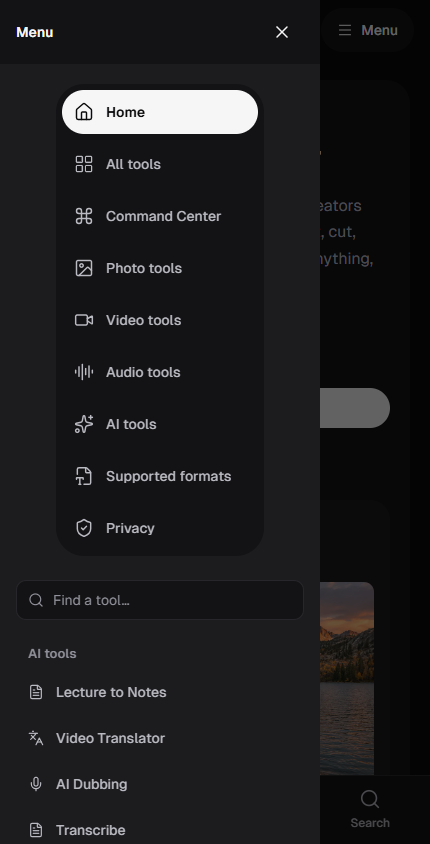 Menu
Menu
Home
All tools
Command Center
Photo tools
Video tools
Audio tools
AI tools
Supported formats
Privacy
Find a tool...
AI tools
Lecture to Notes
Video Translator
AI Dubbing
Transcribe
, cut,
Search